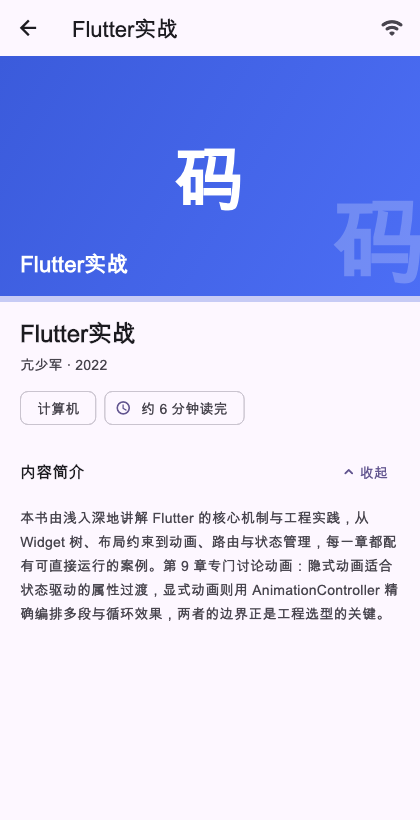 Flutter实战
码
码
Flutter实战
Flutter实战
亢少军 · 2022
计算机
约 6 分钟读完
内容简介
收起
本书由浅入深地讲解 Flutter 的核心机制与工程实践，从
Widget 树、布局约束到动画、路由与状态管理，每一章都配
有可直接运行的案例。第 9 章专门讨论动画：隐式动画适合
状态驱动的属性过渡，显式动画则用 AnimationController 精
确编排多段与循环效果，两者的边界正是工程选型的关键。